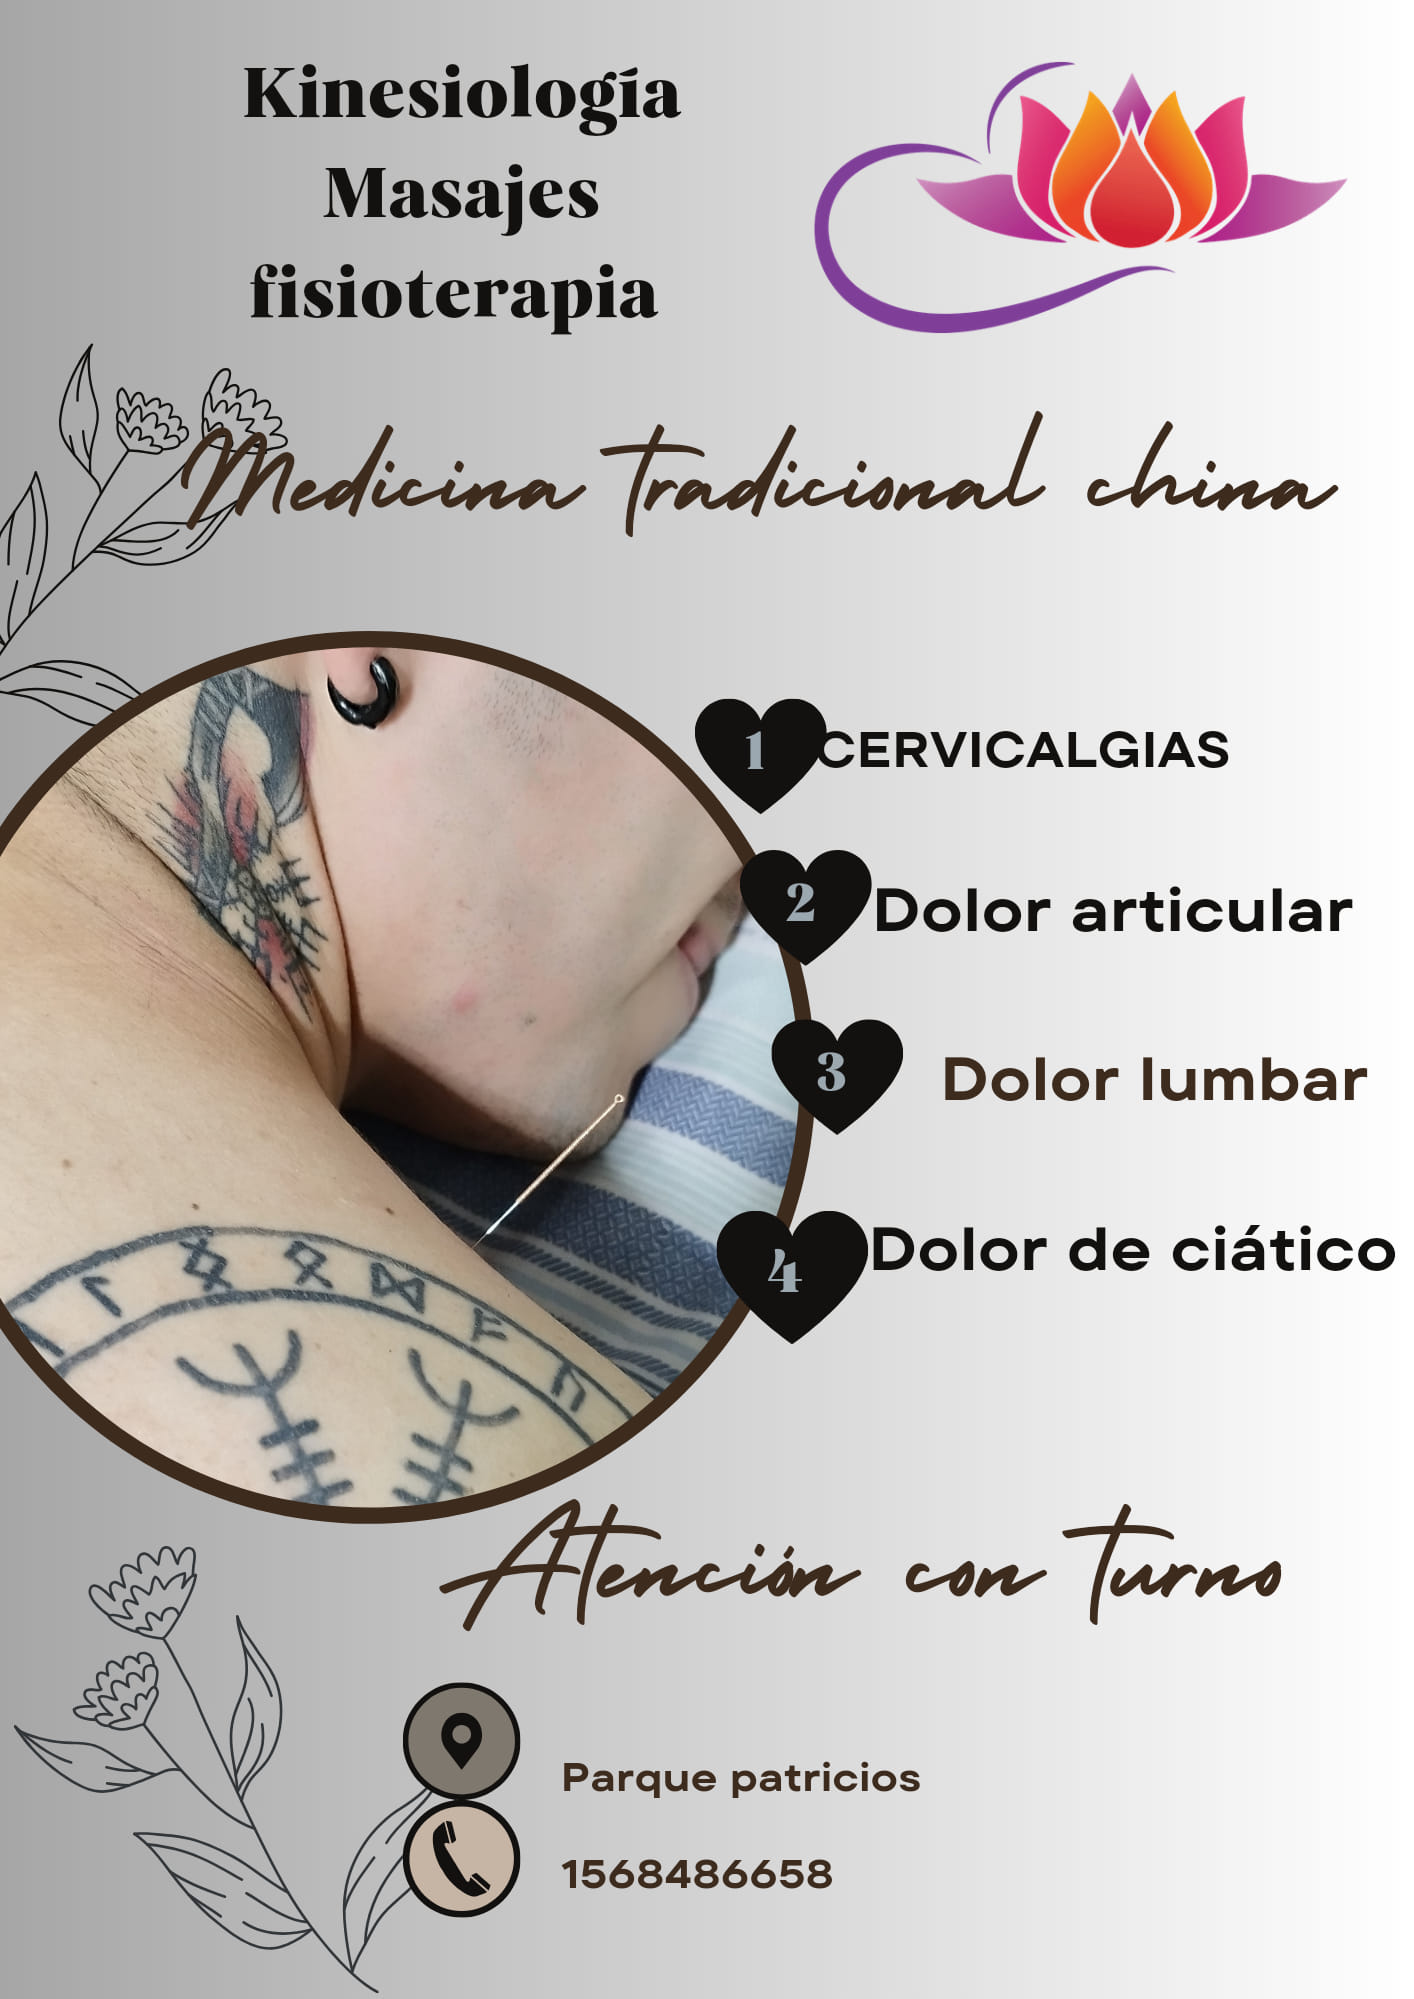 Kinesiología
Masajes
fisioterapia
Medicina Tradicional china
1 CERVICALGIAS
2 Dolor articular
3 Dolor lumbar
4 Dolor de ciático
Atención con Turno
Parque patricios
1568486658